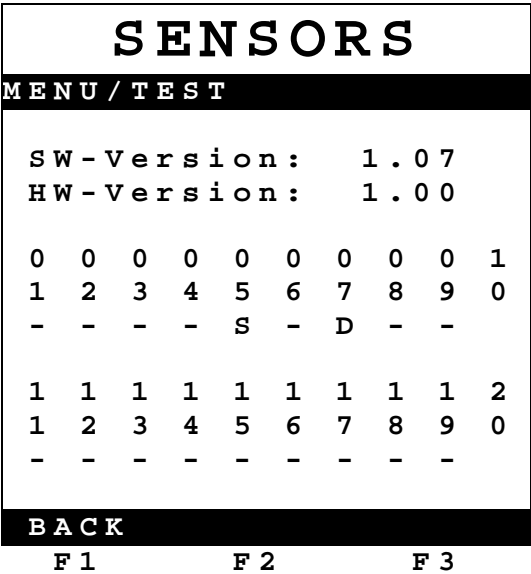 SENSORS
MENU/TEST
SW-Version: 1.07
HW-Version: 1.00
0 0 0 0 0 0 0 0 0 1
1 2 3 4 5 6 7 8 9 0
- - - - S - D - -
1 1 1 1 1 1 1 1 1 2
1 2 3 4 5 6 7 8 9 0
- - - - - - - - -
BACK
F1 F2 F3